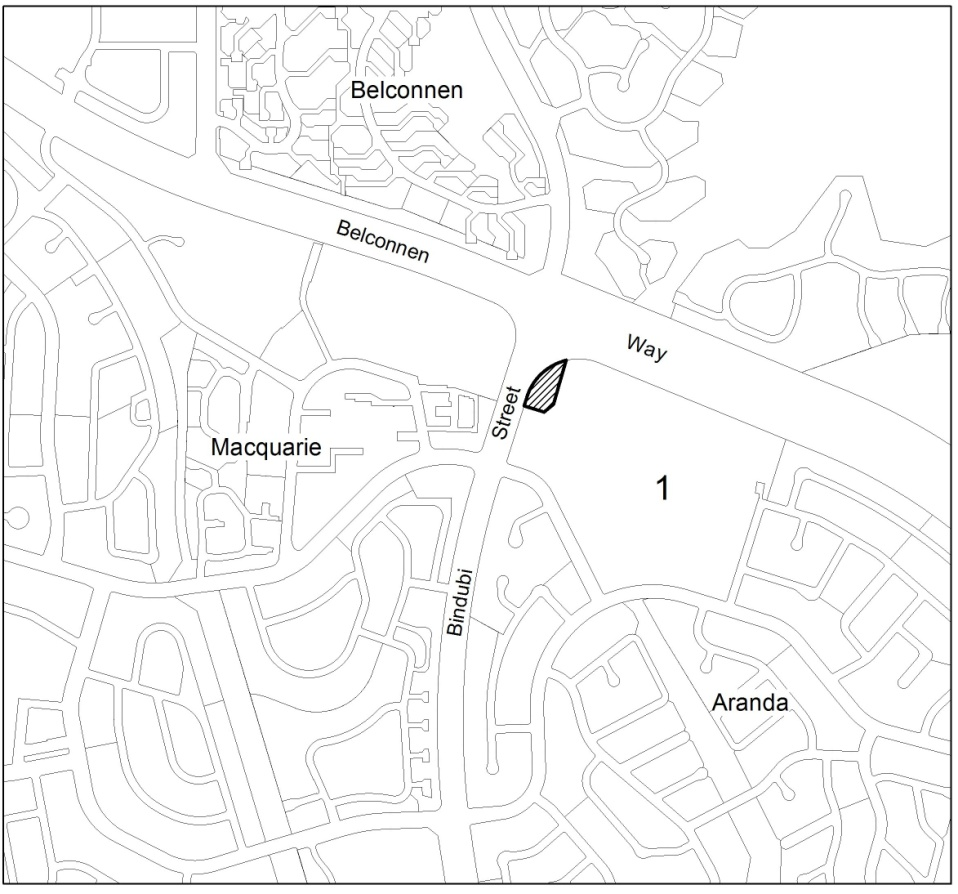 Belconnen
Belconnen
Way
Street
Macquarie
1
Bindubi
Aranda